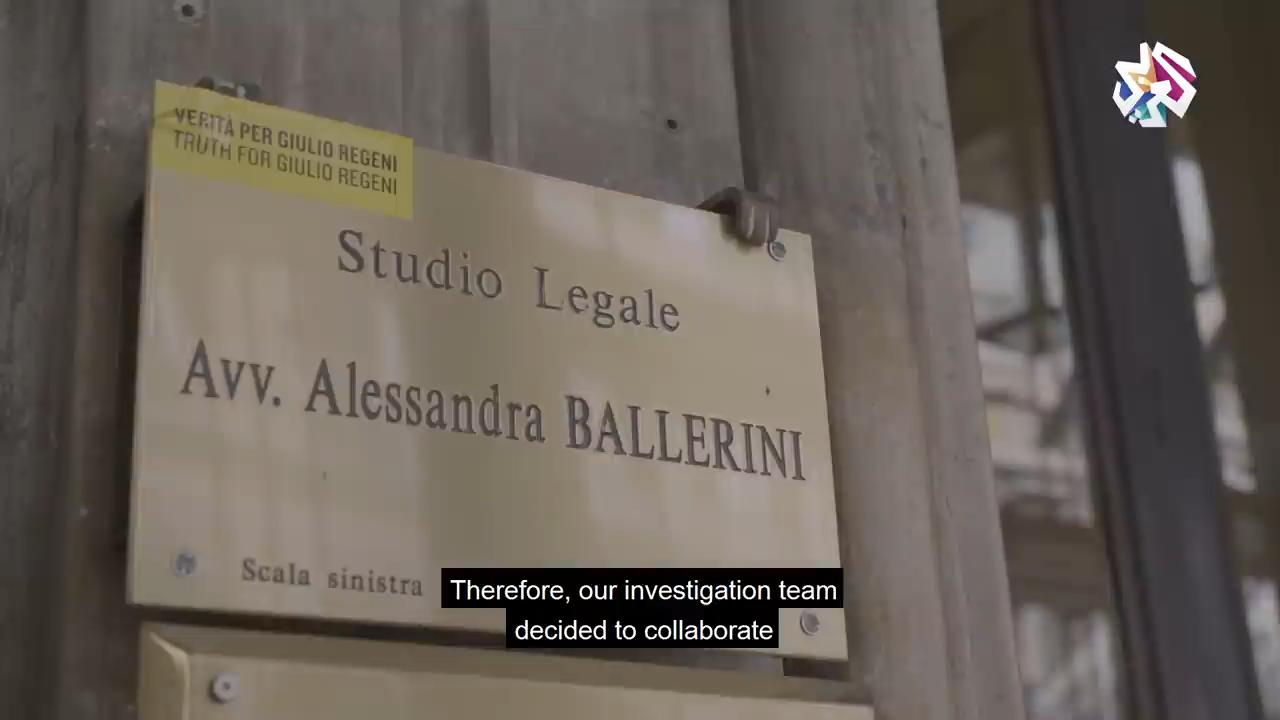 VERITÀ PER GIULIO REGENI
TRUTH FOR GIULIO REGENI
Studio Legale
Avv. Alessandra BALLERINI
Scala sinistra
Therefore, our investigation team
decided to collaborate